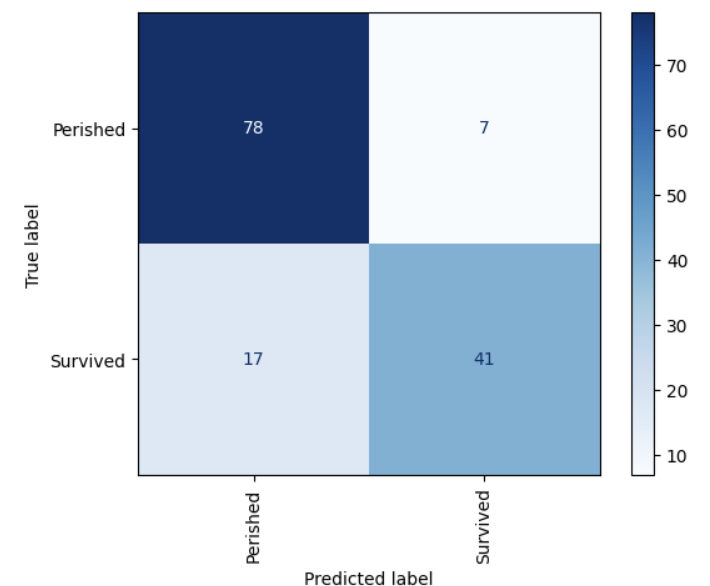 Perished
78
7
70
60
50
40
30
20
10
True label
Survived
17
41
Perished
Survived
Predicted label